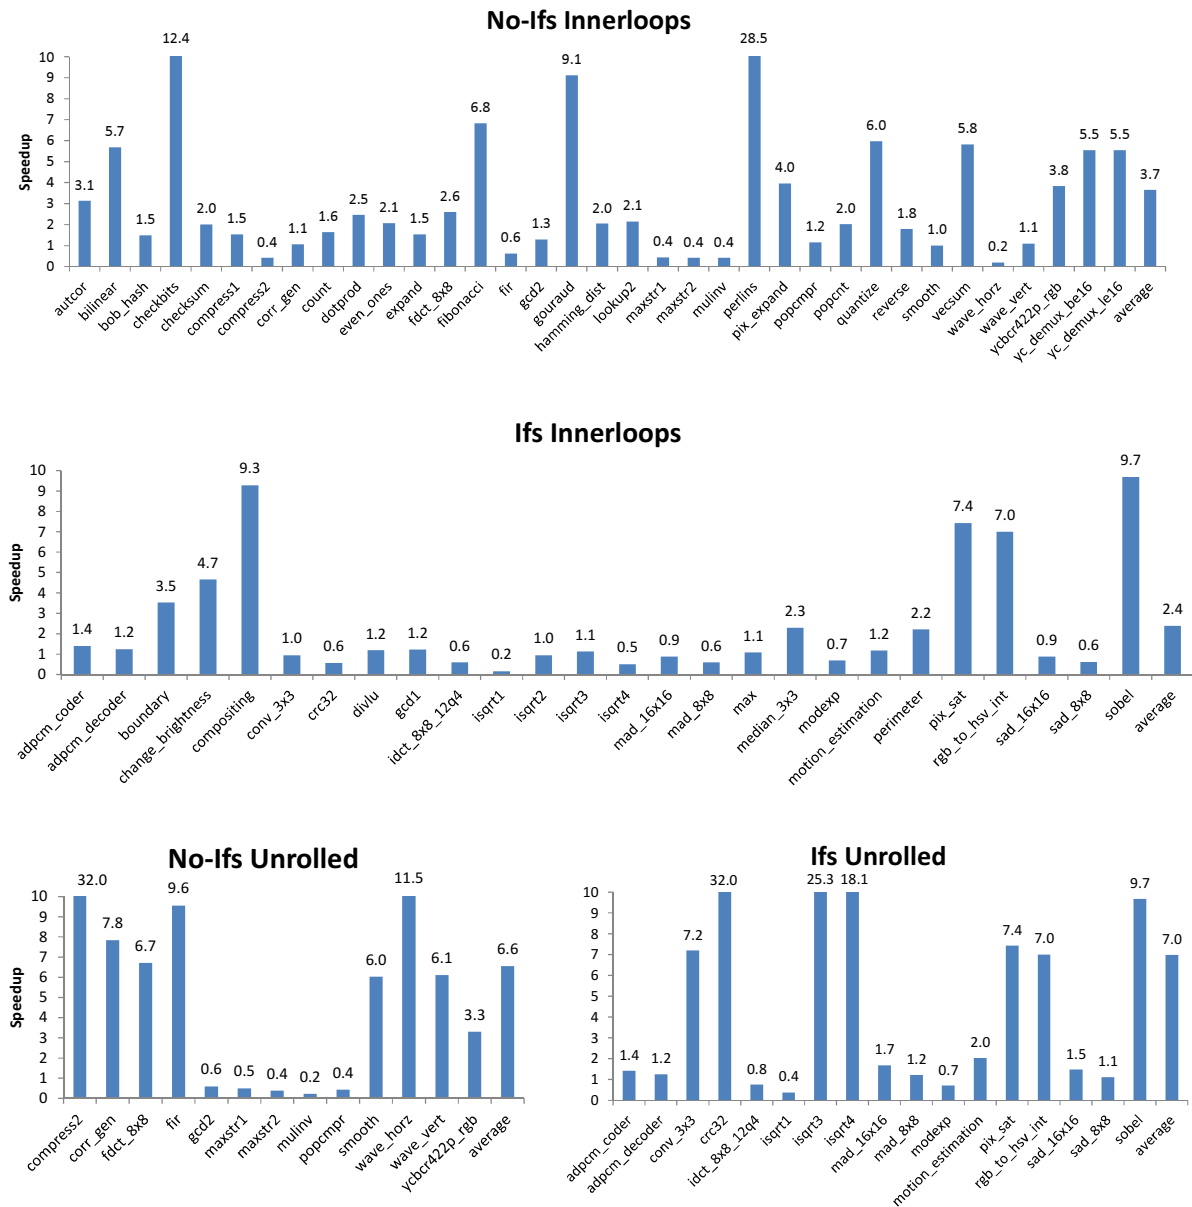 No-Ifs Innerloops
Speedup
10
9
8
7
6
5
4
3
2
1
0
3.1
5.7
1.5
12.4
2.0
1.5
0.4
1.1
1.6
2.5
2.1
1.5
2.6
6.8
0.6
1.3
9.1
2.0
2.1
0.4
0.4
0.4
28.5
4.0
1.2
2.0
6.0
1.8
1.0
5.8
0.2
1.1
3.8
5.5
5.5
3.7
autcor
bilinear
bob_hash
checkbits
checksum
compress1
compress2
corr_gen
count
dotprod
even_ones
expand
fdct_8x8
fibonacci
fir
gcd2
gouraud
hamming_dist
lookup2
maxstr1
maxstr2
mulinv
perlins
pix_expand
popcmpr
popcnt
quantize
reverse
smooth
vecsum
wave_horz
wave_vert
ycbcr422p_rgb
yc_demux_be16
yc_demux_le16
average
Ifs Innerloops
Speedup
10
9
8
7
6
5
4
3
2
1
0
1.4
1.2
3.5
4.7
9.3
1.0
0.6
1.2
1.2
0.6
0.2
1.0
1.1
0.5
0.9
0.6
1.1
2.3
0.7
1.2
2.2
7.4
7.0
0.9
0.6
9.7
2.4
adpcm_coder
adpcm_decoder
boundary
change_brightness
compositing
conv_3x3
crc32
divlu
gcd1
idct_8x8_12q4
isqrt1
isqrt2
isqrt3
isqrt4
mad_16x16
mad_8x8
max
median_3x3
modexp
motion_estimation
perimeter
pix_sat
rgb_to_hsv_int
sad_16x16
sad_8x8
sobel
average
No-Ifs Unrolled
Speedup
10
9
8
7
6
5
4
3
2
1
0
32.0
7.8
6.7
9.6
0.6
0.5
0.4
0.2
0.4
6.0
11.5
6.1
3.3
6.6
compress2
corr_gen
fdct_8x8
fir
gcd2
maxstr1
maxstr2
mulinv
popcmpr
smooth
wave_horz
wave_vert
ycbcr422p_rgb
average
Ifs Unrolled
10
9
8
7
6
5
4
3
2
1
0
1.4
1.2
7.2
32.0
0.8
0.4
25.3
18.1
1.7
1.2
0.7
2.0
7.4
7.0
1.5
1.1
9.7
7.0
adpcm_coder
adpcm_decoder
conv_3x3
crc32
idct_8x8_12q4
isqrt1
isqrt3
isqrt4
mad_16x16
mad_8x8
modexp
motion_estimation
pix_sat
rgb_to_hsv_int
sad_16x16
sad_8x8
sobel
average